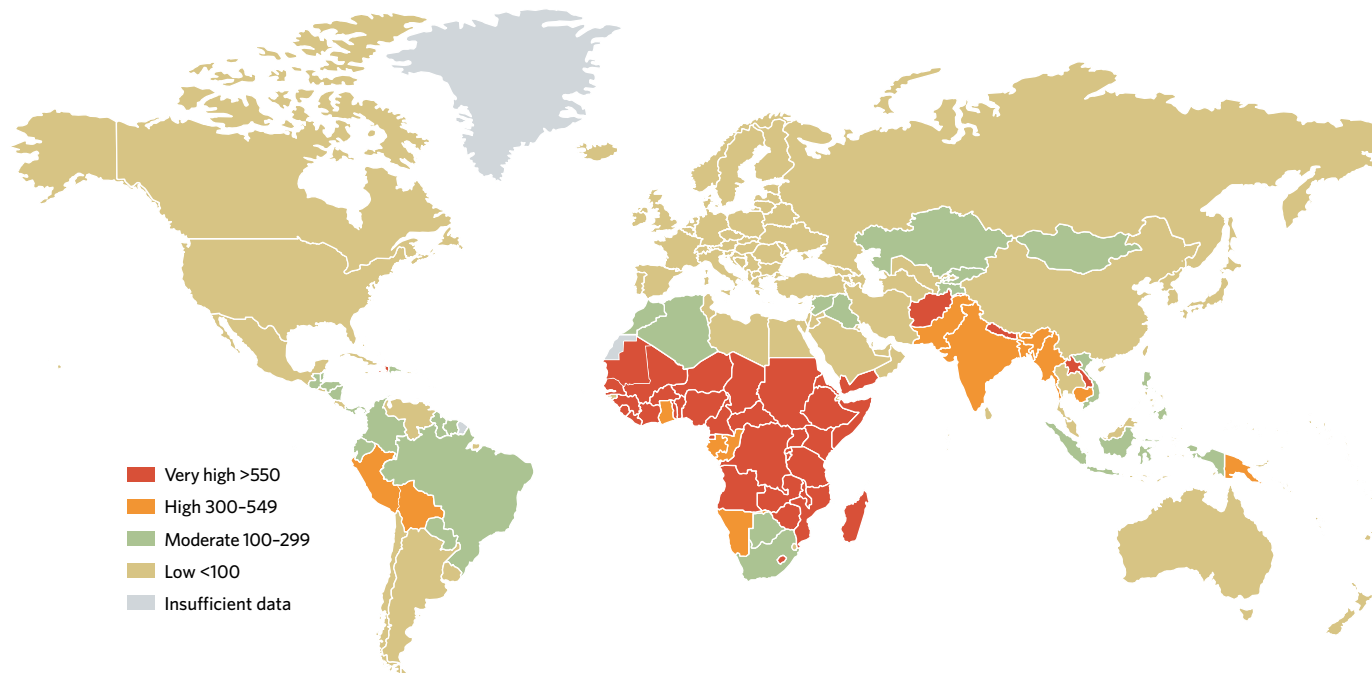 Very high >550
High 300–549
Moderate 100–299
Low <100
Insufficient data